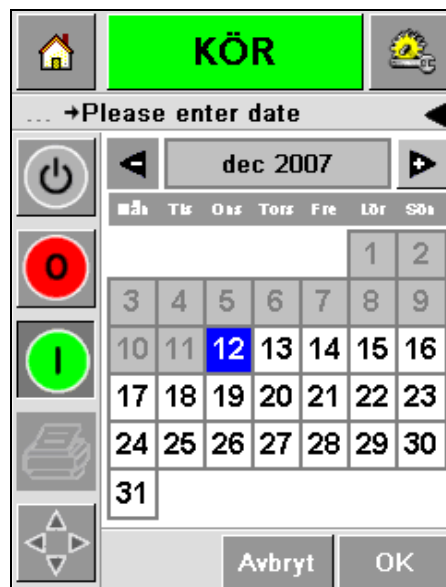 KÖR
... →Please enter date
dec 2007
Mån Tis Ons Tors Fre Lör Sön
1 2
3 4 5 6 7 8 9
10 11 12 13 14 15 16
17 18 19 20 21 22 23
24 25 26 27 28 29 30
31
Avbryt OK